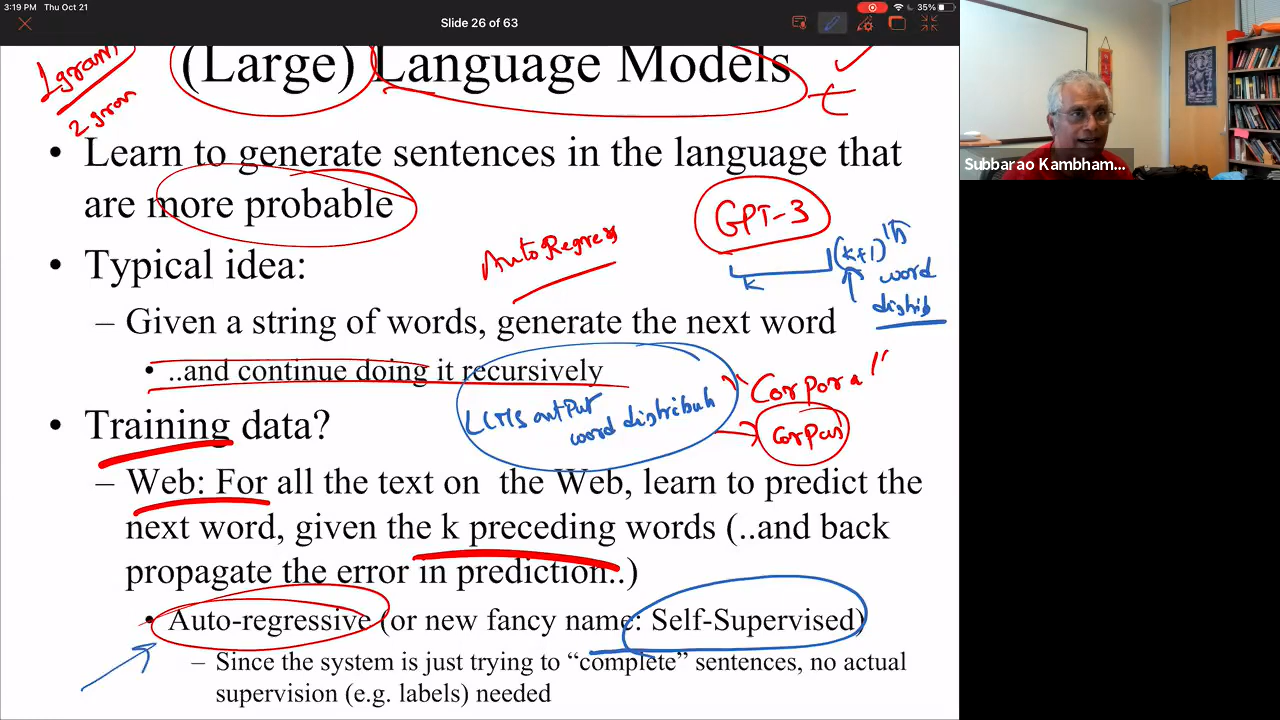 3:19 PM Thu Oct 21
35%
Slide 26 of 63
1gram
2 gram
(Large) Language Models
• Learn to generate sentences in the language that
are more probable
GPT-3
• Typical idea:
AutoRegres
k
(k+1)th
word
distrib
– Given a string of words, generate the next word
• ..and continue doing it recursively
Corpora
• Training data?
LLMs output
word distributn
Corpus
– Web: For all the text on the Web, learn to predict the
next word, given the k preceding words (..and back
propagate the error in prediction..)
• Auto-regressive (or new fancy name: Self-Supervised)
– Since the system is just trying to “complete” sentences, no actual
supervision (e.g. labels) needed
Subbarao Kambham...